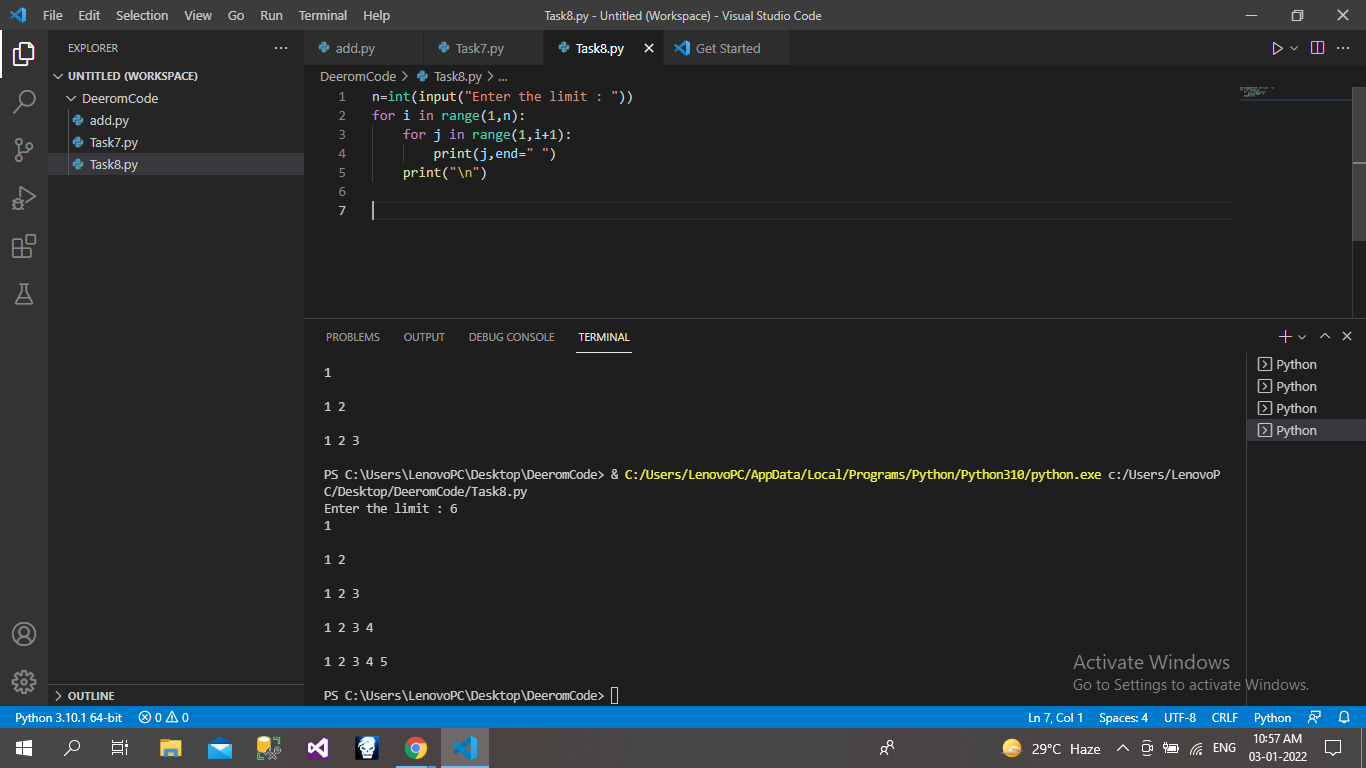 File Edit Selection View Go Run Terminal Help Task8.py - Untitled (Workspace) - Visual Studio Code
EXPLORER
UNTITLED (WORKSPACE)
DeeromCode
add.py
Task7.py
Task8.py
OUTLINE
add.py Task7.py Task8.py Get Started
DeeromCode > Task8.py > ...
1 n=int(input("Enter the limit : "))
2 for i in range(1,n):
3 for j in range(1,i+1):
4 print(j,end=" ")
5 print("\n")
6
7
PROBLEMS OUTPUT DEBUG CONSOLE TERMINAL
1
1 2
1 2 3
PS C:\Users\LenovoPC\Desktop\DeeromCode> & C:/Users/LenovoPC/AppData/Local/Programs/Python/Python310/python.exe c:/Users/LenovoP
C/Desktop/DeeromCode/Task8.py
Enter the limit : 6
1
1 2
1 2 3
1 2 3 4
1 2 3 4 5
PS C:\Users\LenovoPC\Desktop\DeeromCode>
Python
Python
Python
Python
Activate Windows
Go to Settings to activate Windows.
Python 3.10.1 64-bit 0 0 Ln 7, Col 1 Spaces: 4 UTF-8 CRLF Python
29°C Haze ENG 10:57 AM
03-01-2022